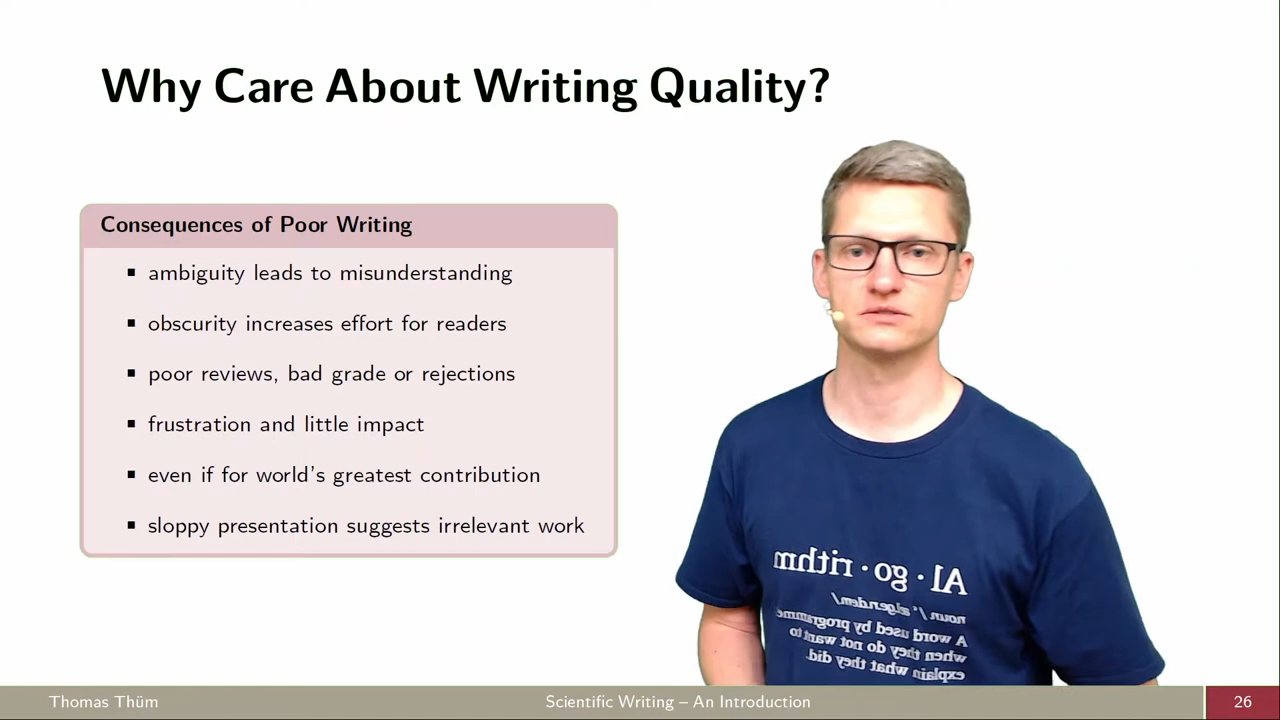 Why Care About Writing Quality?
Consequences of Poor Writing
ambiguity leads to misunderstanding
obscurity increases effort for readers
poor reviews, bad grade or rejections
frustration and little impact
even if for world's greatest contribution
sloppy presentation suggests irrelevant work
Al·go·rithm
noun /'algendem/
A word used by programme
when they do not want to
explain what they did.
Thomas Thüm
Scientific Writing – An Introduction
26